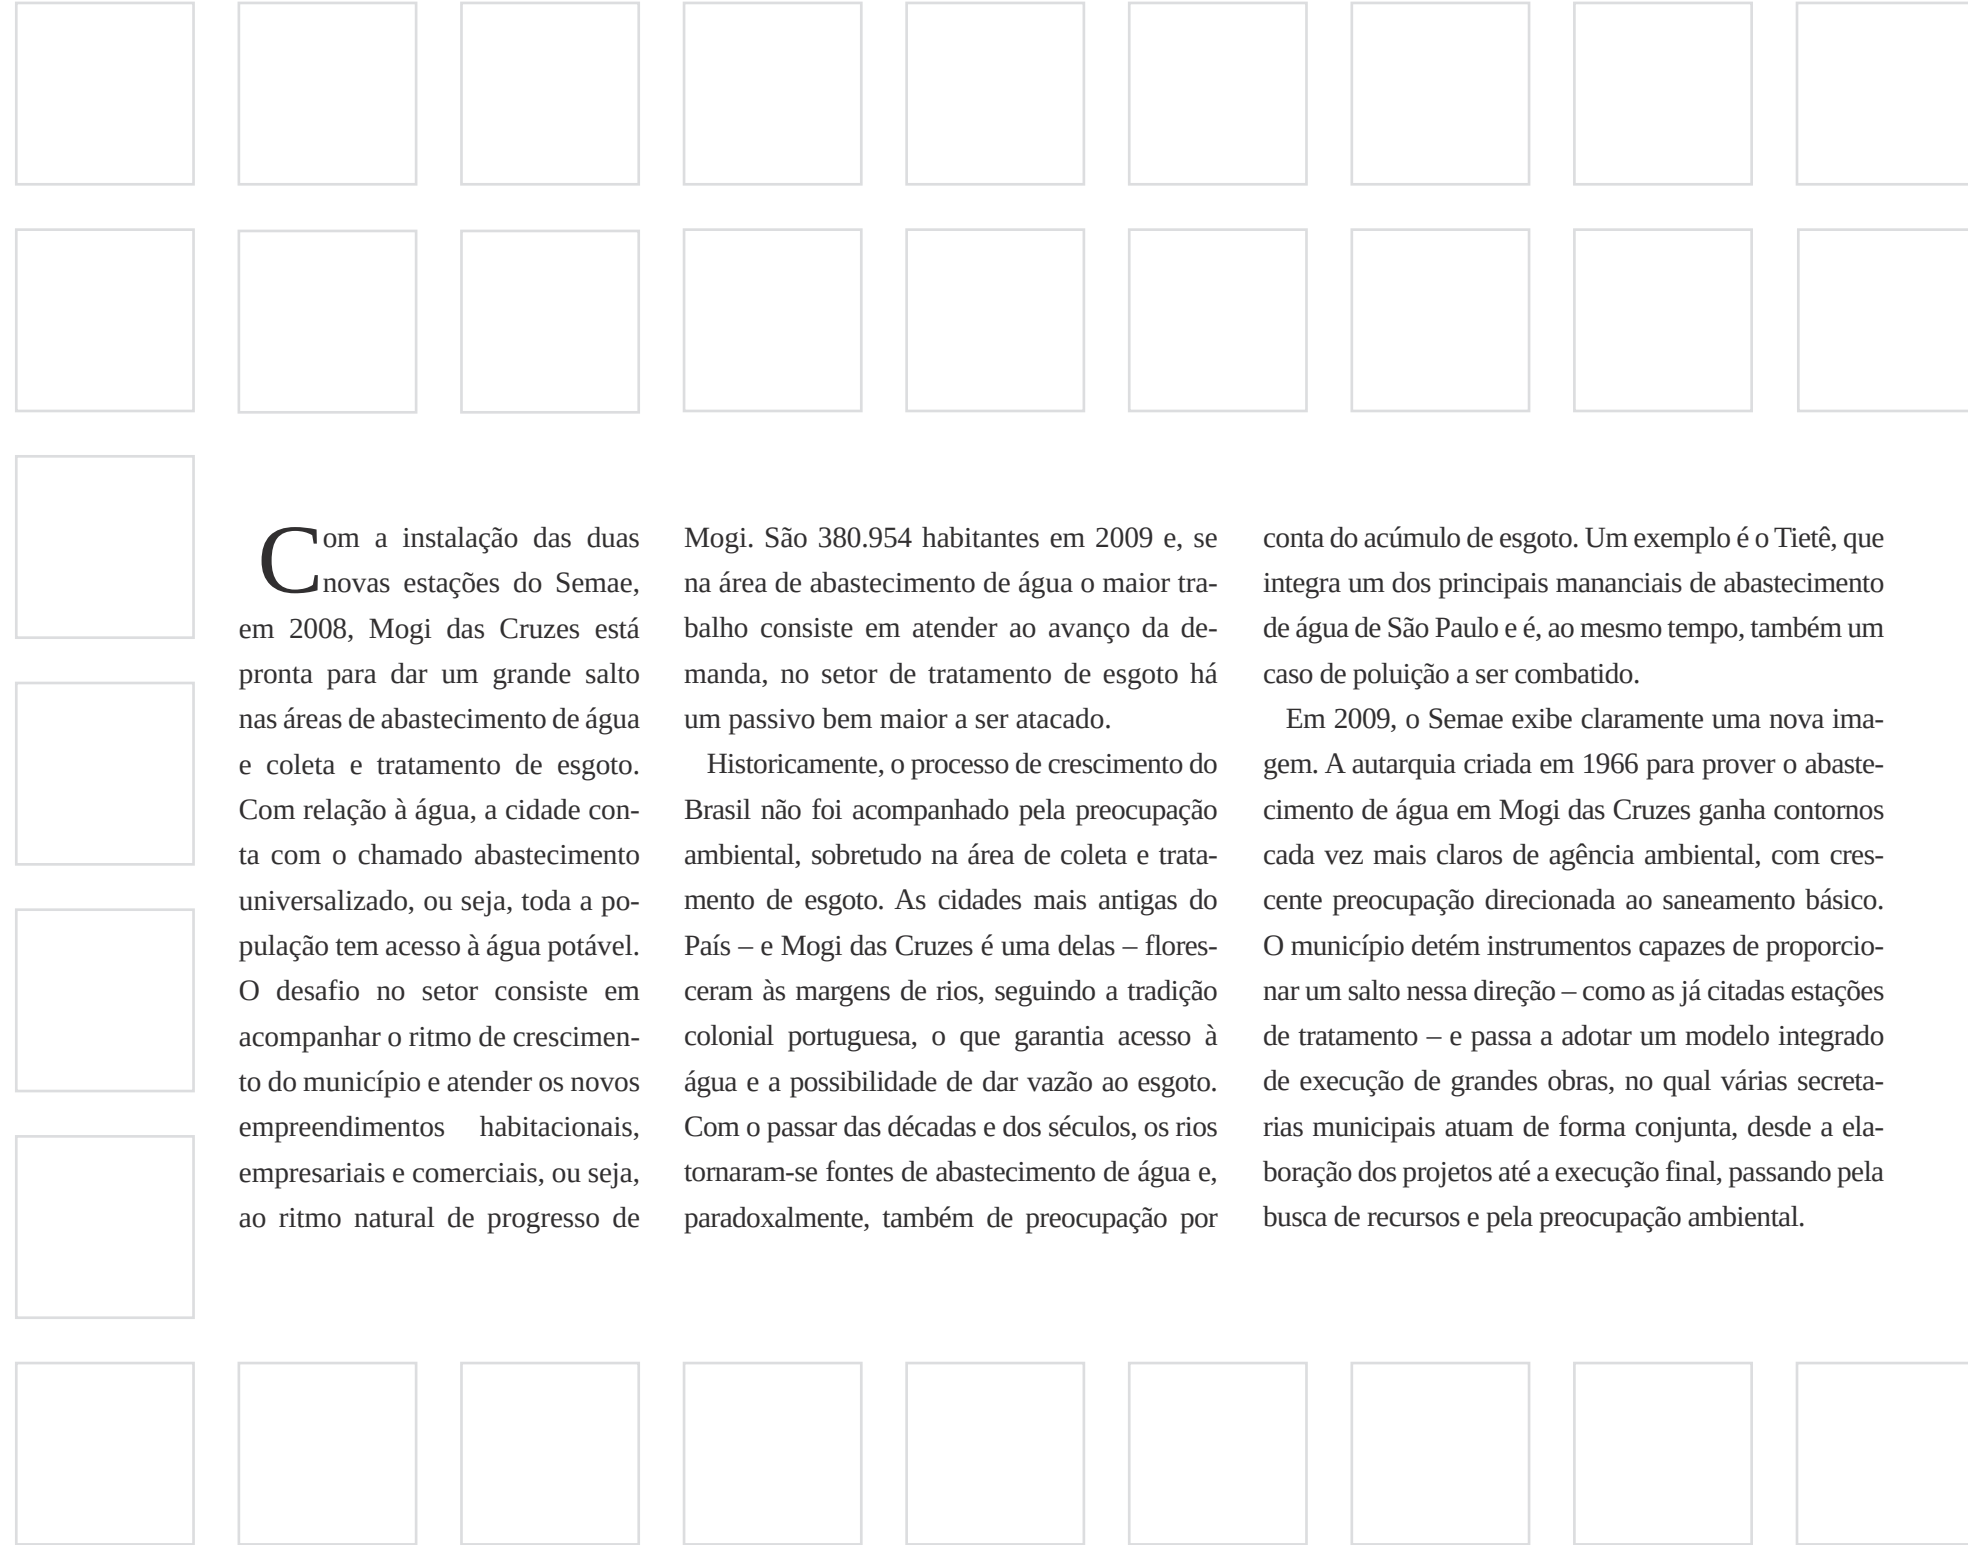 Com a instalação das duas
novas estações do Semae,
em 2008, Mogi das Cruzes está
pronta para dar um grande salto
nas áreas de abastecimento de água
e coleta e tratamento de esgoto.
Com relação à água, a cidade con-
ta com o chamado abastecimento
universalizado, ou seja, toda a po-
pulação tem acesso à água potável.
O desafio no setor consiste em
acompanhar o ritmo de crescimen-
to do município e atender os novos
empreendimentos habitacionais,
empresariais e comerciais, ou seja,
ao ritmo natural de progresso de
Mogi. São 380.954 habitantes em 2009 e, se
na área de abastecimento de água o maior tra-
balho consiste em atender ao avanço da de-
manda, no setor de tratamento de esgoto há
um passivo bem maior a ser atacado.
Historicamente, o processo de crescimento do
Brasil não foi acompanhado pela preocupação
ambiental, sobretudo na área de coleta e trata-
mento de esgoto. As cidades mais antigas do
País – e Mogi das Cruzes é uma delas – flores-
ceram às margens de rios, seguindo a tradição
colonial portuguesa, o que garantia acesso à
água e a possibilidade de dar vazão ao esgoto.
Com o passar das décadas e dos séculos, os rios
tornaram-se fontes de abastecimento de água e,
paradoxalmente, também de preocupação por
conta do acúmulo de esgoto. Um exemplo é o Tietê, que
integra um dos principais mananciais de abastecimento
de água de São Paulo e é, ao mesmo tempo, também um
caso de poluição a ser combatido.
Em 2009, o Semae exibe claramente uma nova ima-
gem. A autarquia criada em 1966 para prover o abaste-
cimento de água em Mogi das Cruzes ganha contornos
cada vez mais claros de agência ambiental, com cres-
cente preocupação direcionada ao saneamento básico.
O município detém instrumentos capazes de proporcio-
nar um salto nessa direção – como as já citadas estações
de tratamento – e passa a adotar um modelo integrado
de execução de grandes obras, no qual várias secreta-
rias municipais atuam de forma conjunta, desde a ela-
boração dos projetos até a execução final, passando pela
busca de recursos e pela preocupação ambiental.